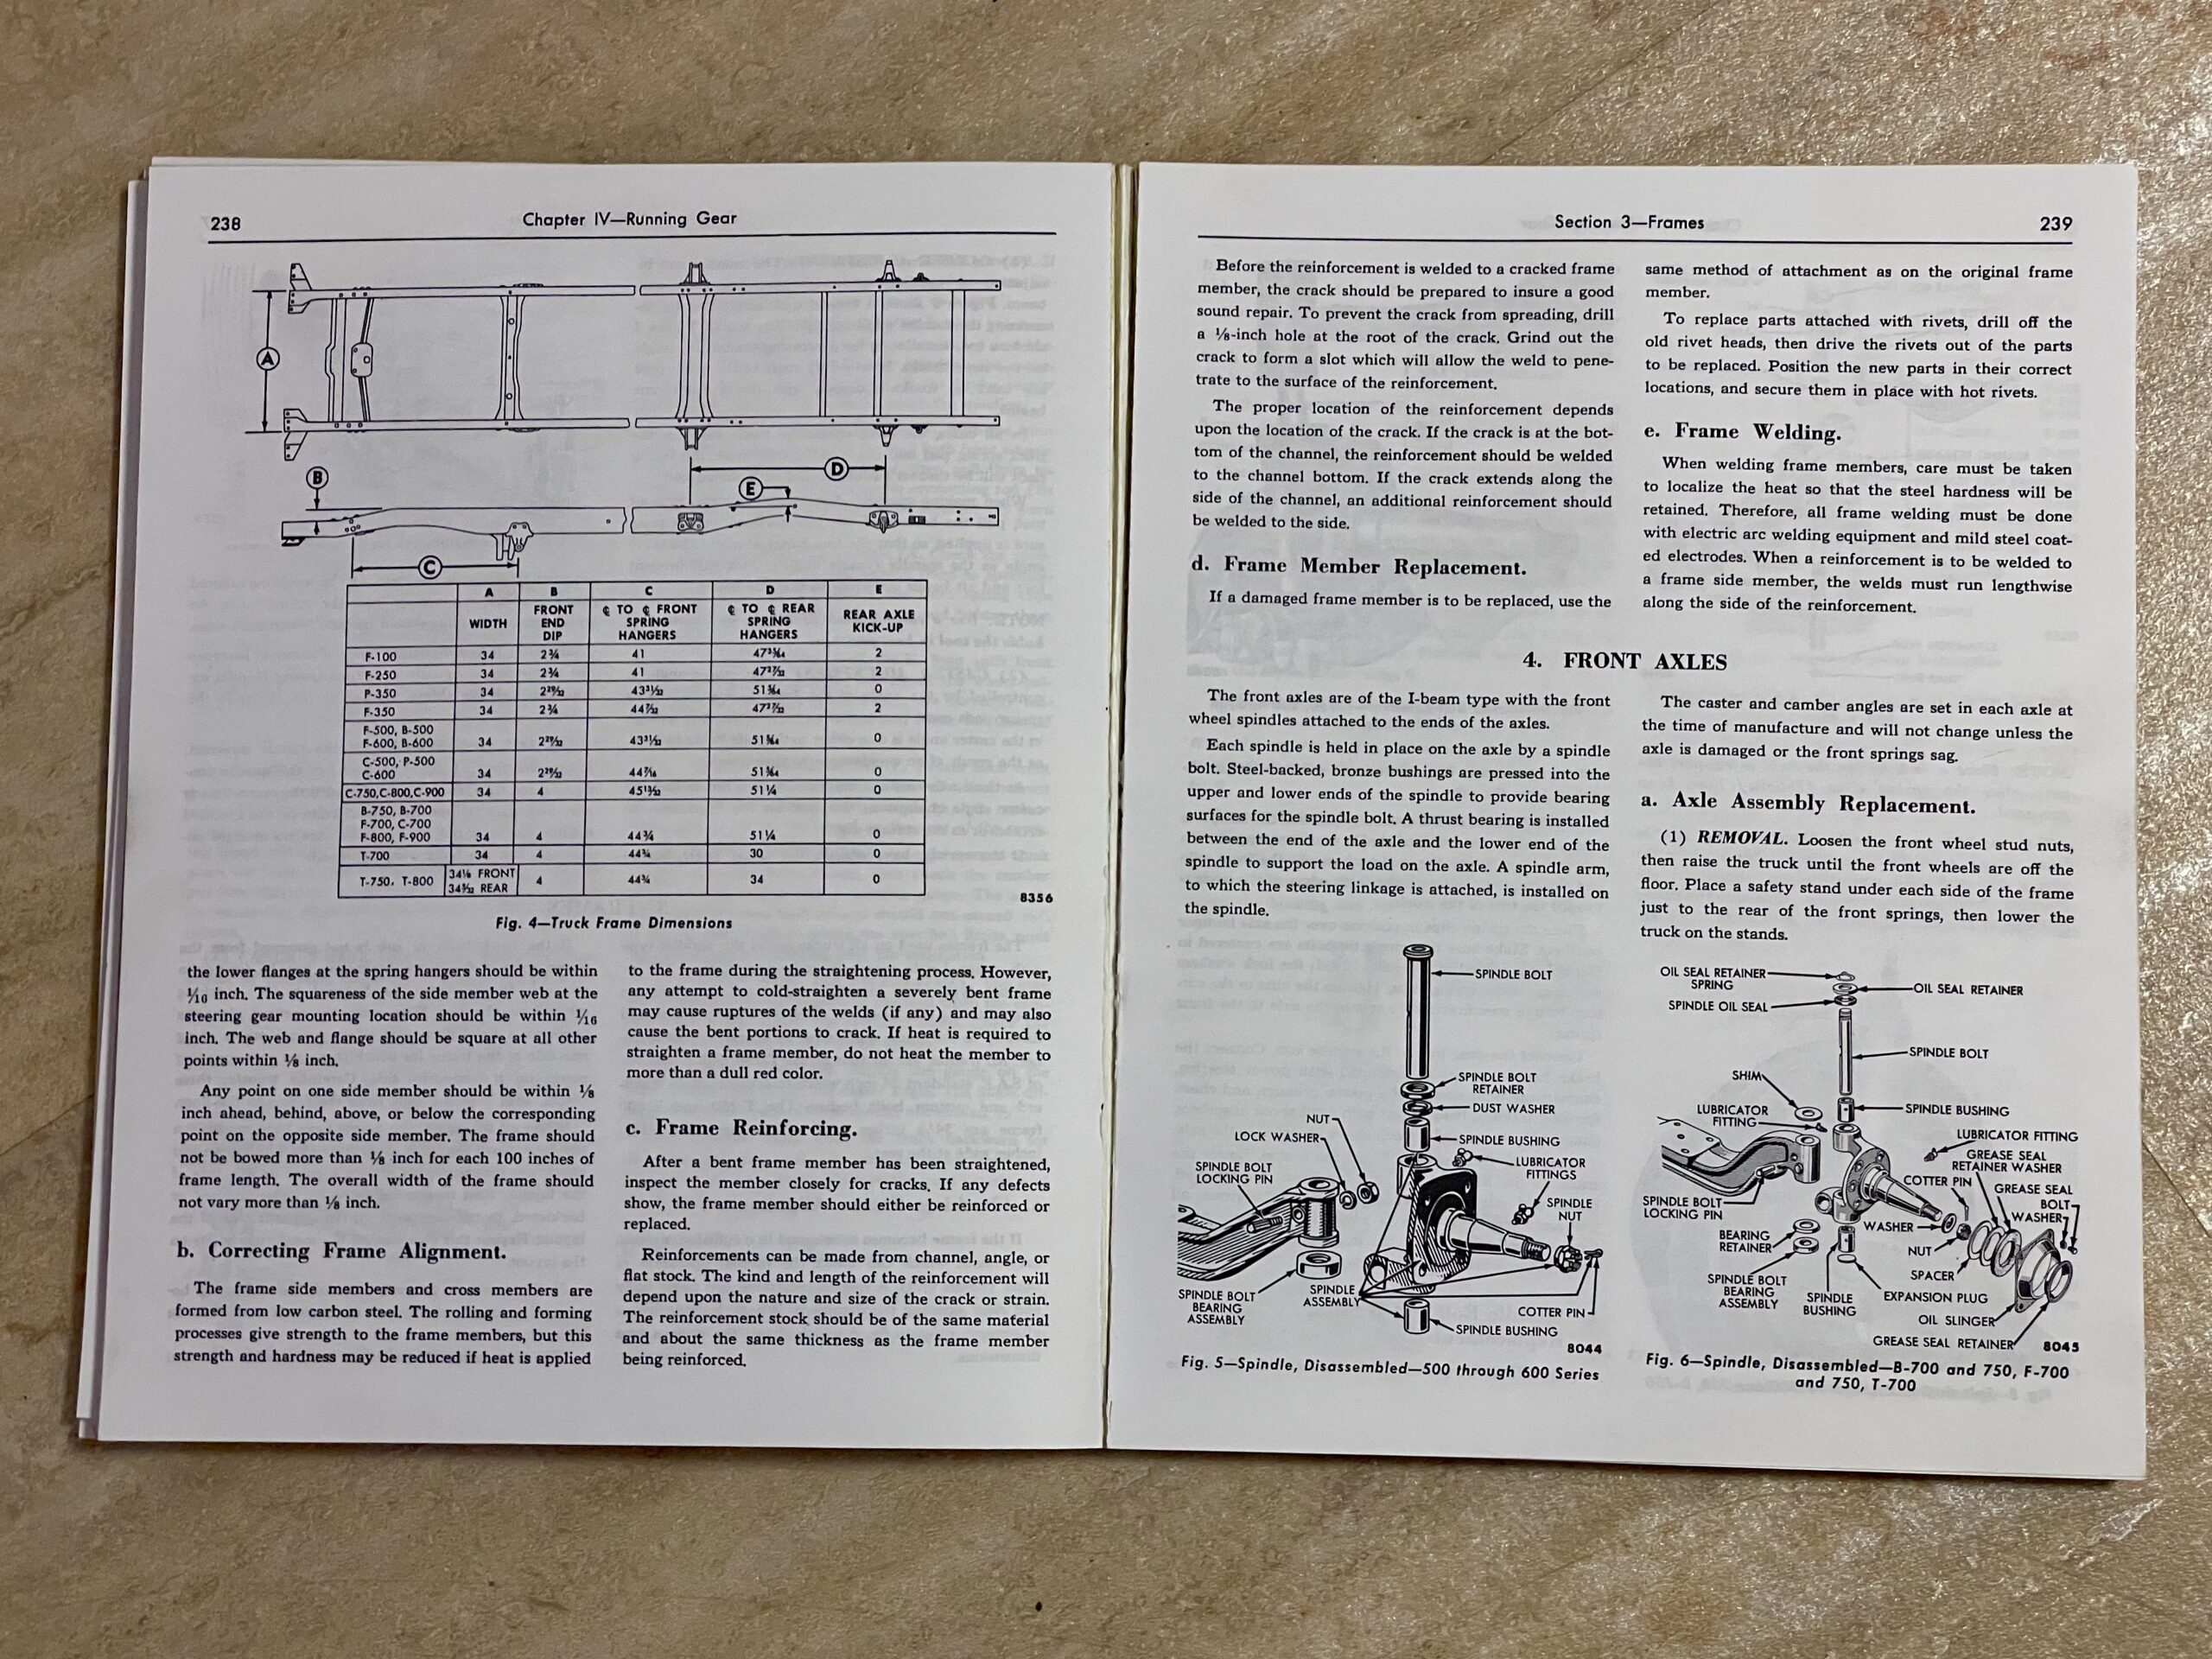 238
Chapter IV—Running Gear
A
B
E
D
C
A B C D E
WIDTH FRONT END DIP ℄ TO ℄ FRONT SPRING HANGERS ℄ TO ℄ REAR SPRING HANGERS REAR AXLE KICK-UP
F-100 34 2¾ 41 2
F-250 34 2¾ 41 47 27/32 2
P-350 34 2 29/32 43 31/32 0
F-350 34 2¾ 44 7/32 47 27/32 2
F-500, B-500
F-600, B-600 34 2 29/32 43 31/32 0
C-500, P-500
C-600 34 2 29/32 44 7/16 0
C-750, C-800, C-900 34 4 45 13/32 51¼ 0
B-750, B-700
F-700, C-700
F-800, F-900 34 4 44¾ 51¼ 0
T-700 34 4 44¾ 30 0
T-750, T-800 34⅛ FRONT
REAR 4 44¾ 34 0
8356
Fig. 4—Truck Frame Dimensions
the lower flanges at the spring hangers should be within
1/16 inch. The squareness of the side member web at the
steering gear mounting location should be within 1/16
inch. The web and flange should be square at all other
points within ⅛ inch.
Any point on one side member should be within ⅛
inch ahead, behind, above, or below the corresponding
point on the opposite side member. The frame should
not be bowed more than ⅛ inch for each 100 inches of
frame length. The overall width of the frame should
not vary more than ⅛ inch.
b. Correcting Frame Alignment.
The frame side members and cross members are
formed from low carbon steel. The rolling and forming
processes give strength to the frame members, but this
strength and hardness may be reduced if heat is applied
to the frame during the straightening process. However,
any attempt to cold-straighten a severely bent frame
may cause ruptures of the welds (if any) and may also
cause the bent portions to crack. If heat is required to
straighten a frame member, do not heat the member to
more than a dull red color.
c. Frame Reinforcing.
After a bent frame member has been straightened,
inspect the member closely for cracks. If any defects
show, the frame member should either be reinforced or
replaced.
Reinforcements can be made from channel, angle, or
flat stock. The kind and length of the reinforcement will
depend upon the nature and size of the crack or strain.
The reinforcement stock should be of the same material
and about the same thickness as the frame member
being reinforced.
Section 3—Frames
239
Before the reinforcement is welded to a cracked frame
member, the crack should be prepared to insure a good
sound repair. To prevent the crack from spreading, drill
a ⅛-inch hole at the root of the crack. Grind out the
crack to form a slot which will allow the weld to pene-
trate to the surface of the reinforcement.
The proper location of the reinforcement depends
upon the location of the crack. If the crack is at the bot-
tom of the channel, the reinforcement should be welded
to the channel bottom. If the crack extends along the
side of the channel, an additional reinforcement should
be welded to the side.
d. Frame Member Replacement.
If a damaged frame member is to be replaced, use the
same method of attachment as on the original frame
member.
To replace parts attached with rivets, drill off the
old rivet heads, then drive the rivets out of the parts
to be replaced. Position the new parts in their correct
locations, and secure them in place with hot rivets.
e. Frame Welding.
When welding frame members, care must be taken
to localize the heat so that the steel hardness will be
retained. Therefore, all frame welding must be done
with electric arc welding equipment and mild steel coat-
ed electrodes. When a reinforcement is to be welded to
a frame side member, the welds must run lengthwise
along the side of the reinforcement.
4. FRONT AXLES
The front axles are of the I-beam type with the front
wheel spindles attached to the ends of the axles.
Each spindle is held in place on the axle by a spindle
bolt. Steel-backed, bronze bushings are pressed into the
upper and lower ends of the spindle to provide bearing
surfaces for the spindle bolt. A thrust bearing is installed
between the end of the axle and the lower end of the
spindle to support the load on the axle. A spindle arm,
to which the steering linkage is attached, is installed on
the spindle.
The caster and camber angles are set in each axle at
the time of manufacture and will not change unless the
axle is damaged or the front springs sag.
a. Axle Assembly Replacement.
(1) REMOVAL. Loosen the front wheel stud nuts,
then raise the truck until the front wheels are off the
floor. Place a safety stand under each side of the frame
just to the rear of the front springs, then lower the
truck on the stands.
SPINDLE BOLT
SPINDLE BOLT
RETAINER
DUST WASHER
NUT
LOCK WASHER
SPINDLE BUSHING
SPINDLE BOLT
LOCKING PIN
LUBRICATOR
FITTINGS
SPINDLE
NUT
SPINDLE BOLT
BEARING
ASSEMBLY
SPINDLE
ASSEMBLY
COTTER PIN
SPINDLE BUSHING
8044
Fig. 5—Spindle, Disassembled—500 through 600 Series
OIL SEAL RETAINER
SPRING
OIL SEAL RETAINER
SPINDLE OIL SEAL
SPINDLE BOLT
SHIM
LUBRICATOR
FITTING
SPINDLE BUSHING
LUBRICATOR FITTING
GREASE SEAL
RETAINER WASHER
COTTER PIN
GREASE SEAL
BOLT
WASHER
SPINDLE BOLT
LOCKING PIN
WASHER
BEARING
RETAINER
NUT
SPACER
SPINDLE BOLT
BEARING
ASSEMBLY
SPINDLE
BUSHING
EXPANSION PLUG
OIL SLINGER
GREASE SEAL RETAINER
8045
Fig. 6—Spindle, Disassembled—B-700 and 750, F-700
and 750, T-700